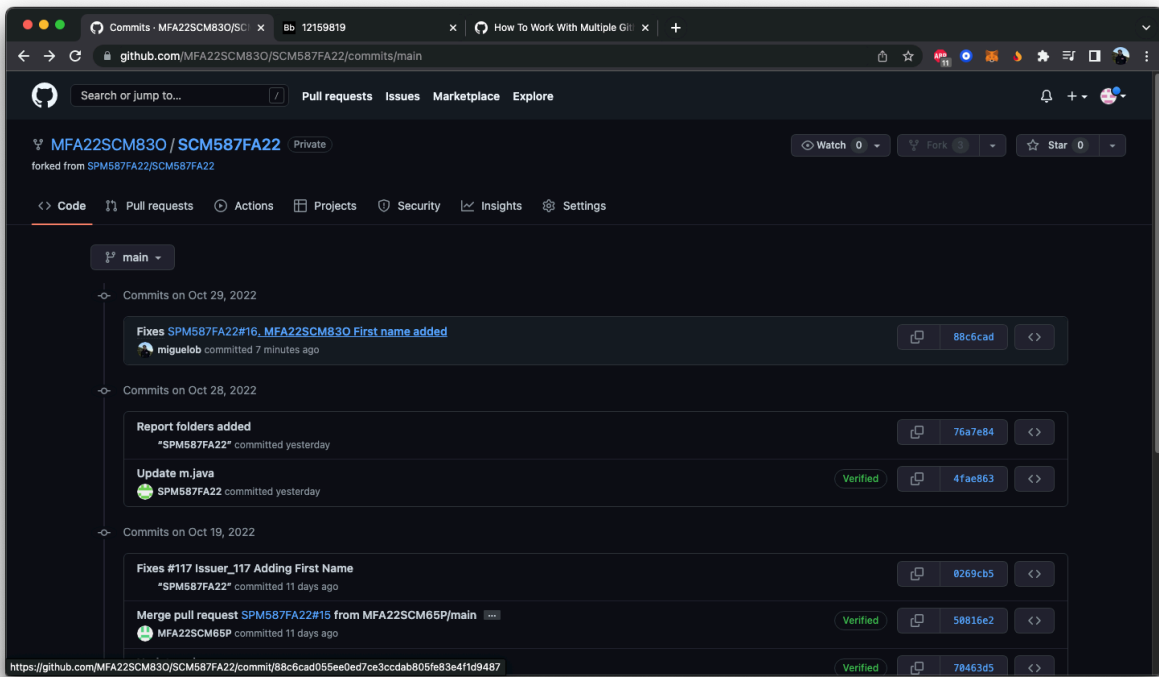 Commits · MFA22SCM83O/SC
Bb 12159819
How To Work With Multiple Git
github.com/MFA22SCM83O/SCM587FA22/commits/main
11
Search or jump to... /
Pull requests Issues Marketplace Explore
MFA22SCM83O / SCM587FA22 Private
Watch 0 Fork 3 Star 0
forked from SPM587FA22/SCM587FA22
Code Pull requests Actions Projects Security Insights Settings
main
Commits on Oct 29, 2022
Fixes SPM587FA22#16. MFA22SCM83O First name added
miguelob committed 7 minutes ago
88c6cad
Commits on Oct 28, 2022
Report folders added
"SPM587FA22" committed yesterday
76a7e84
Update m.java
SPM587FA22 committed yesterday
Verified 4fae863
Commits on Oct 19, 2022
Fixes #117 Issuer_117 Adding First Name
"SPM587FA22" committed 11 days ago
0269cb5
Merge pull request SPM587FA22#15 from MFA22SCM65P/main ...
MFA22SCM65P committed 11 days ago
Verified 50816e2
Verified 70463d5
https://github.com/MFA22SCM83O/SCM587FA22/commit/88c6cad055ee0ed7ce3ccdab805fe83e4f1d9487